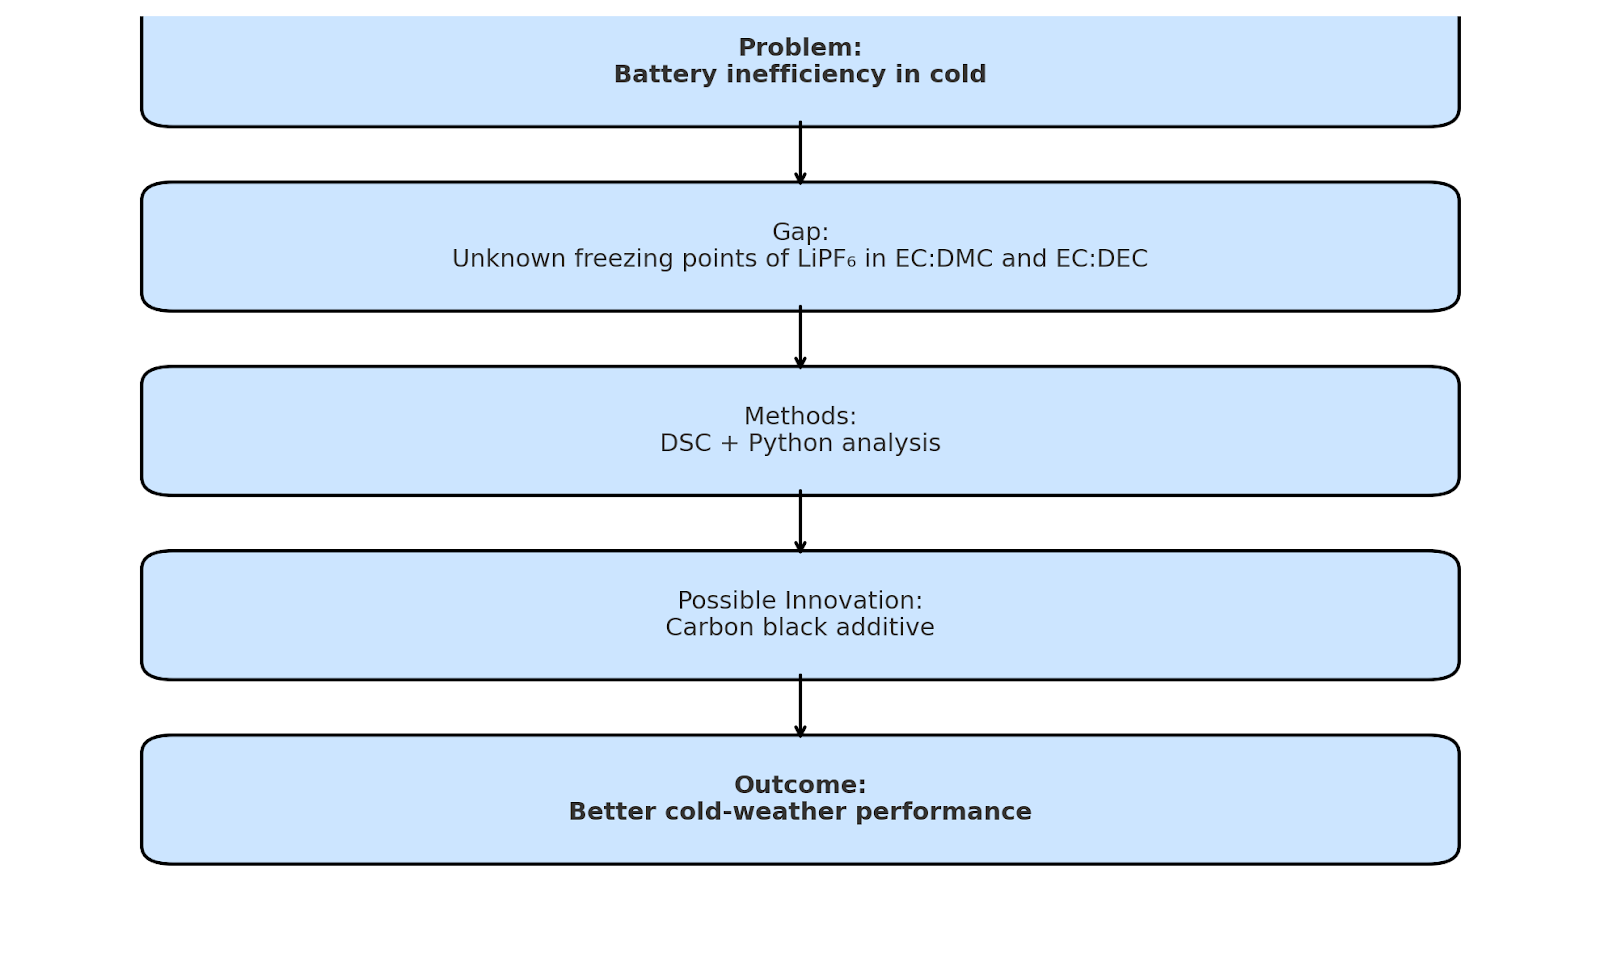 Problem:
Battery inefficiency in cold
Gap:
Unknown freezing points of LiPF₆ in EC:DMC and EC:DEC
Methods:
DSC + Python analysis
Possible Innovation:
Carbon black additive
Outcome:
Better cold-weather performance